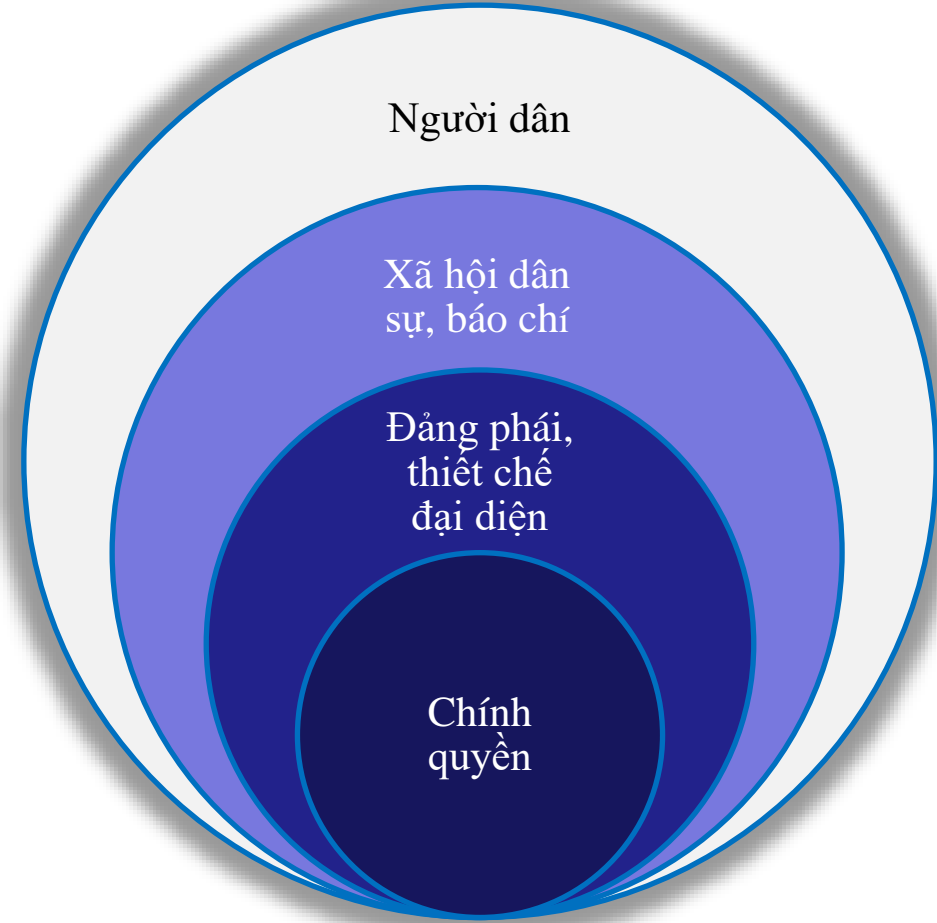 Người dân
Xã hội dân
sự, báo chí
Đảng phái,
thiết chế
đại diện
Chính
quyền